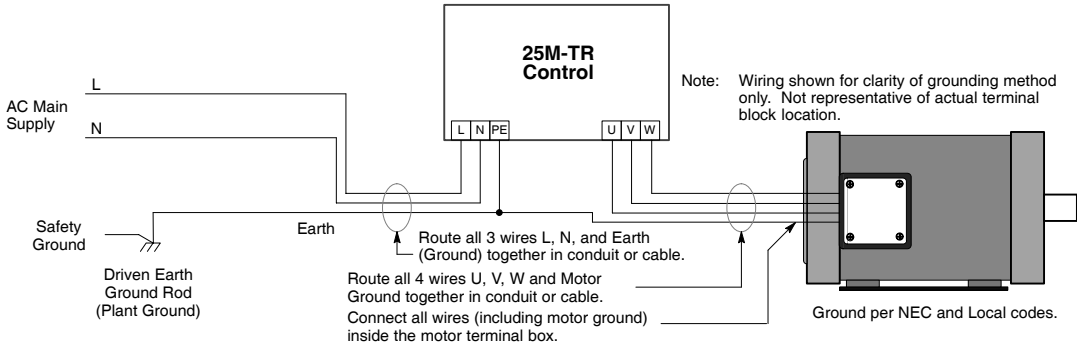 25M-TR
Control
L
AC Main
Supply
N
L N PE
U V W
Note: Wiring shown for clarity of grounding method
only. Not representative of actual terminal
block location.
Safety
Ground
Earth
Driven Earth
Ground Rod
(Plant Ground)
Route all 3 wires L, N, and Earth
(Ground) together in conduit or cable.
Route all 4 wires U, V, W and Motor
Ground together in conduit or cable.
Connect all wires (including motor ground)
inside the motor terminal box.
Ground per NEC and Local codes.